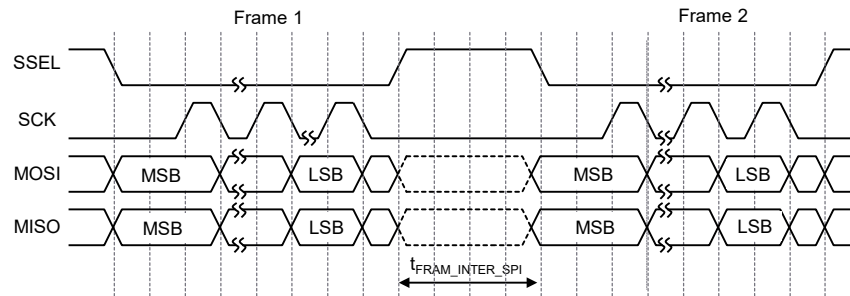 Frame 1 Frame 2
SSEL
SCK
MOSI MSB LSB MSB LSB
MISO MSB LSB MSB LSB
tFRAM_INTER_SPI